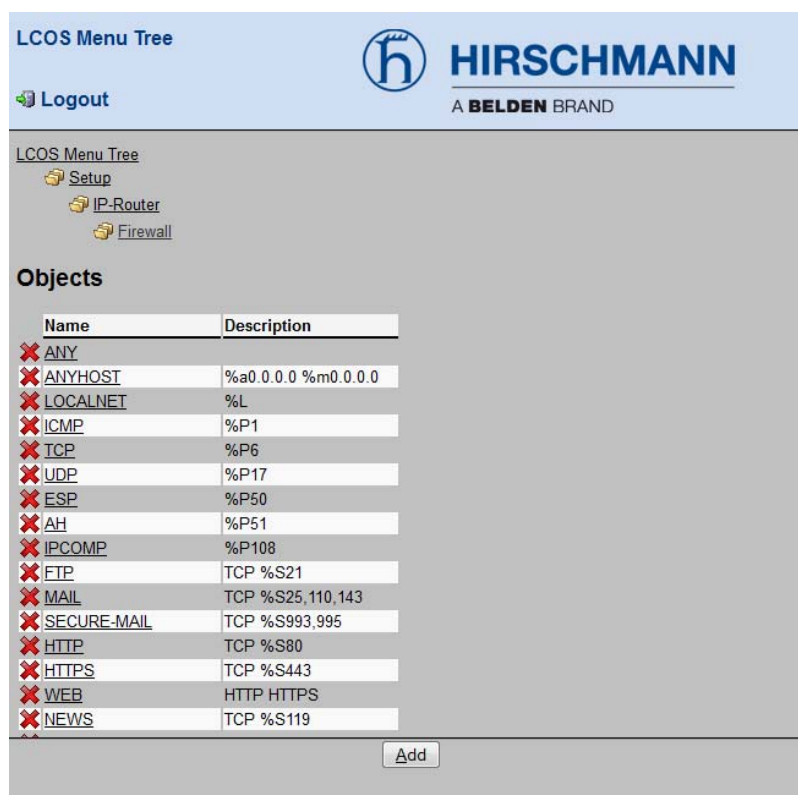 LCOS Menu Tree
Logout
HIRSCHMANN
A BELDEN BRAND
LCOS Menu Tree
Setup
IP-Router
Firewall
Objects
Name Description
ANY
ANYHOST %a0.0.0.0 %m0.0.0.0
LOCALNET %L
ICMP %P1
TCP %P6
UDP %P17
ESP %P50
AH %P51
IPCOMP %P108
FTP TCP %S21
MAIL TCP %S25,110,143
SECURE-MAIL TCP %S993,995
HTTP TCP %S80
HTTPS TCP %S443
WEB HTTP HTTPS
NEWS TCP %S119
Add